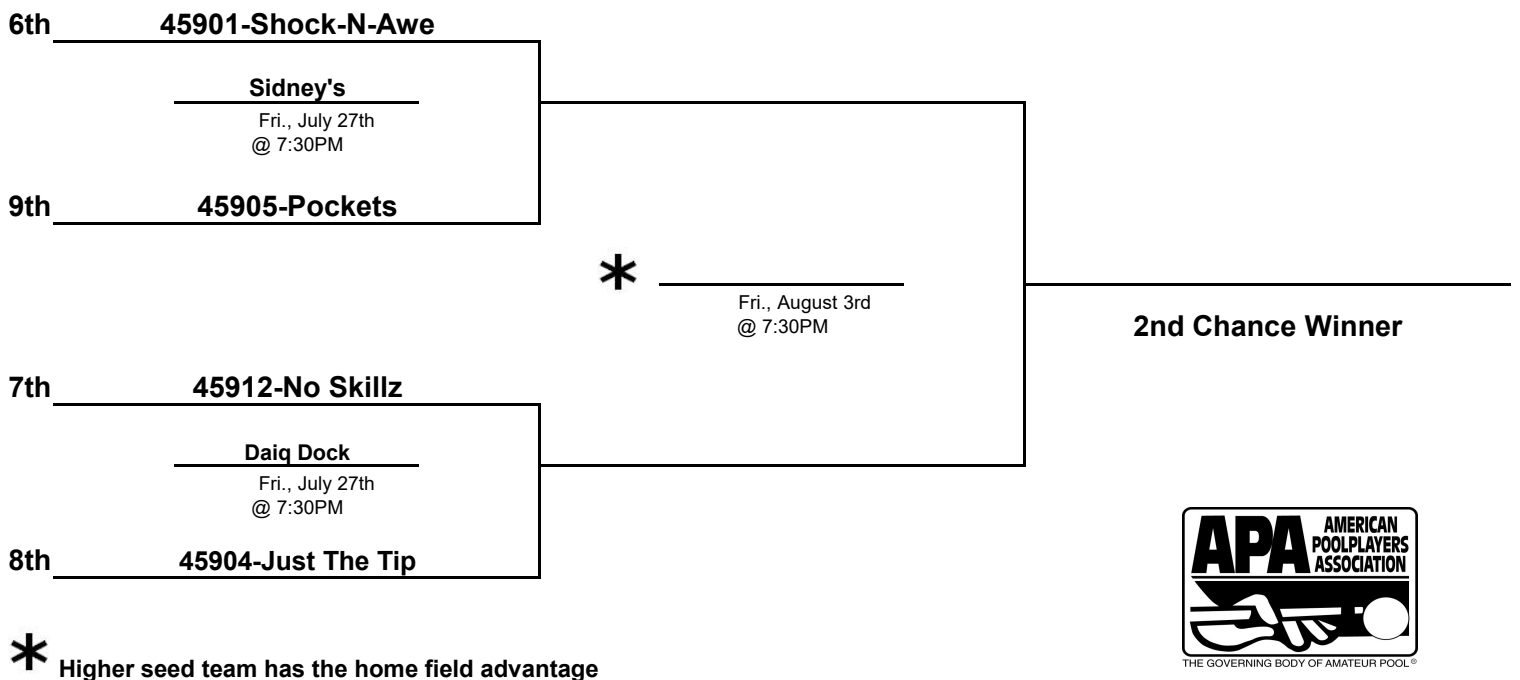 6th 45901-Shock-N-Awe
Sidney's
Fri., July 27th
@ 7:30PM
9th 45905-Pockets
*
Fri., August 3rd
@ 7:30PM
2nd Chance Winner
7th 45912-No Skillz
Daiq Dock
Fri., July 27th
@ 7:30PM
8th 45904-Just The Tip
* Higher seed team has the home field advantage
APA
AMERICAN
POOLPLAYERS
ASSOCIATION
THE GOVERNING BODY OF AMATEUR POOL®